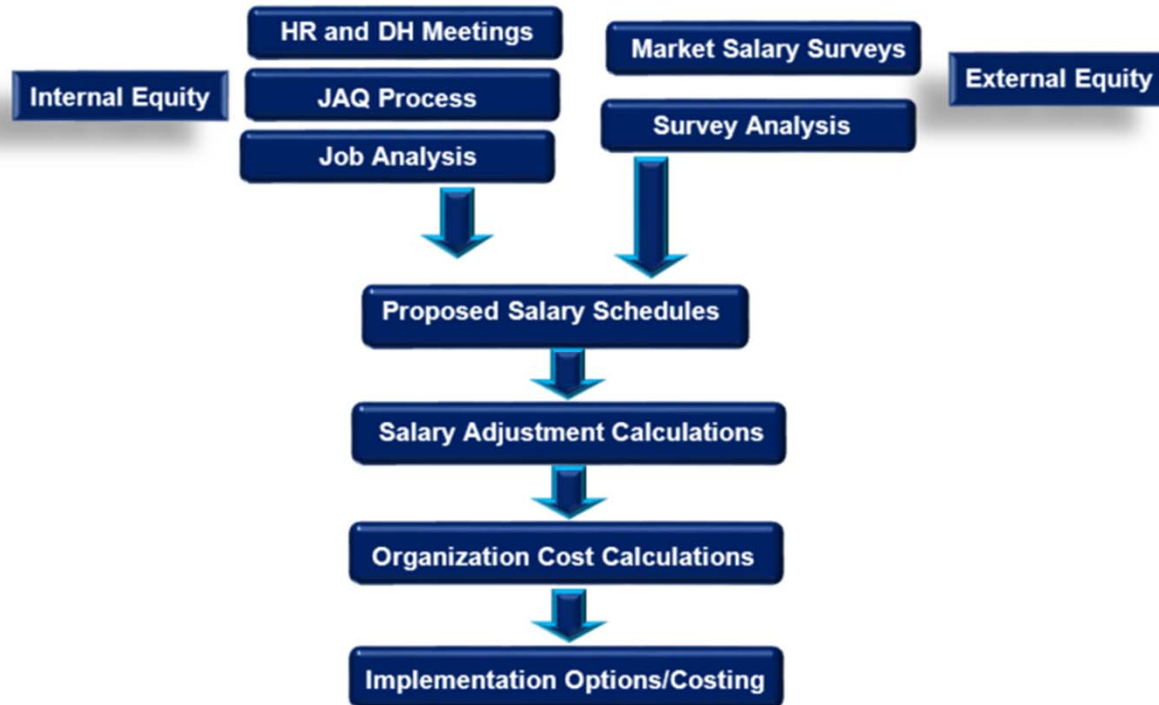 HR and DH Meetings
Market Salary Surveys
External Equity
Internal Equity
JAQ Process
Survey Analysis
Job Analysis
Proposed Salary Schedules
Salary Adjustment Calculations
Organization Cost Calculations
Implementation Options/Costing